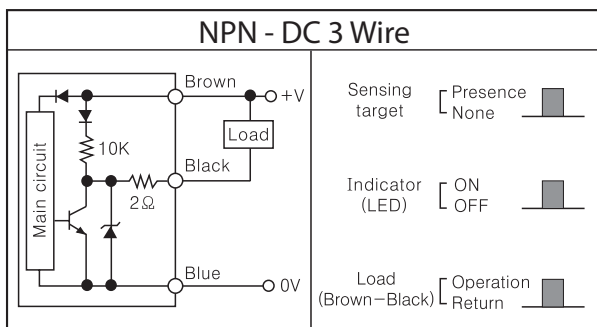 NPN - DC 3 Wire
Brown
+V
Load
10K
Black
2Ω
Main circuit
Blue
0V
Sensing target
Presence
None
Indicator (LED)
ON
OFF
Load (Brown-Black)
Operation
Return